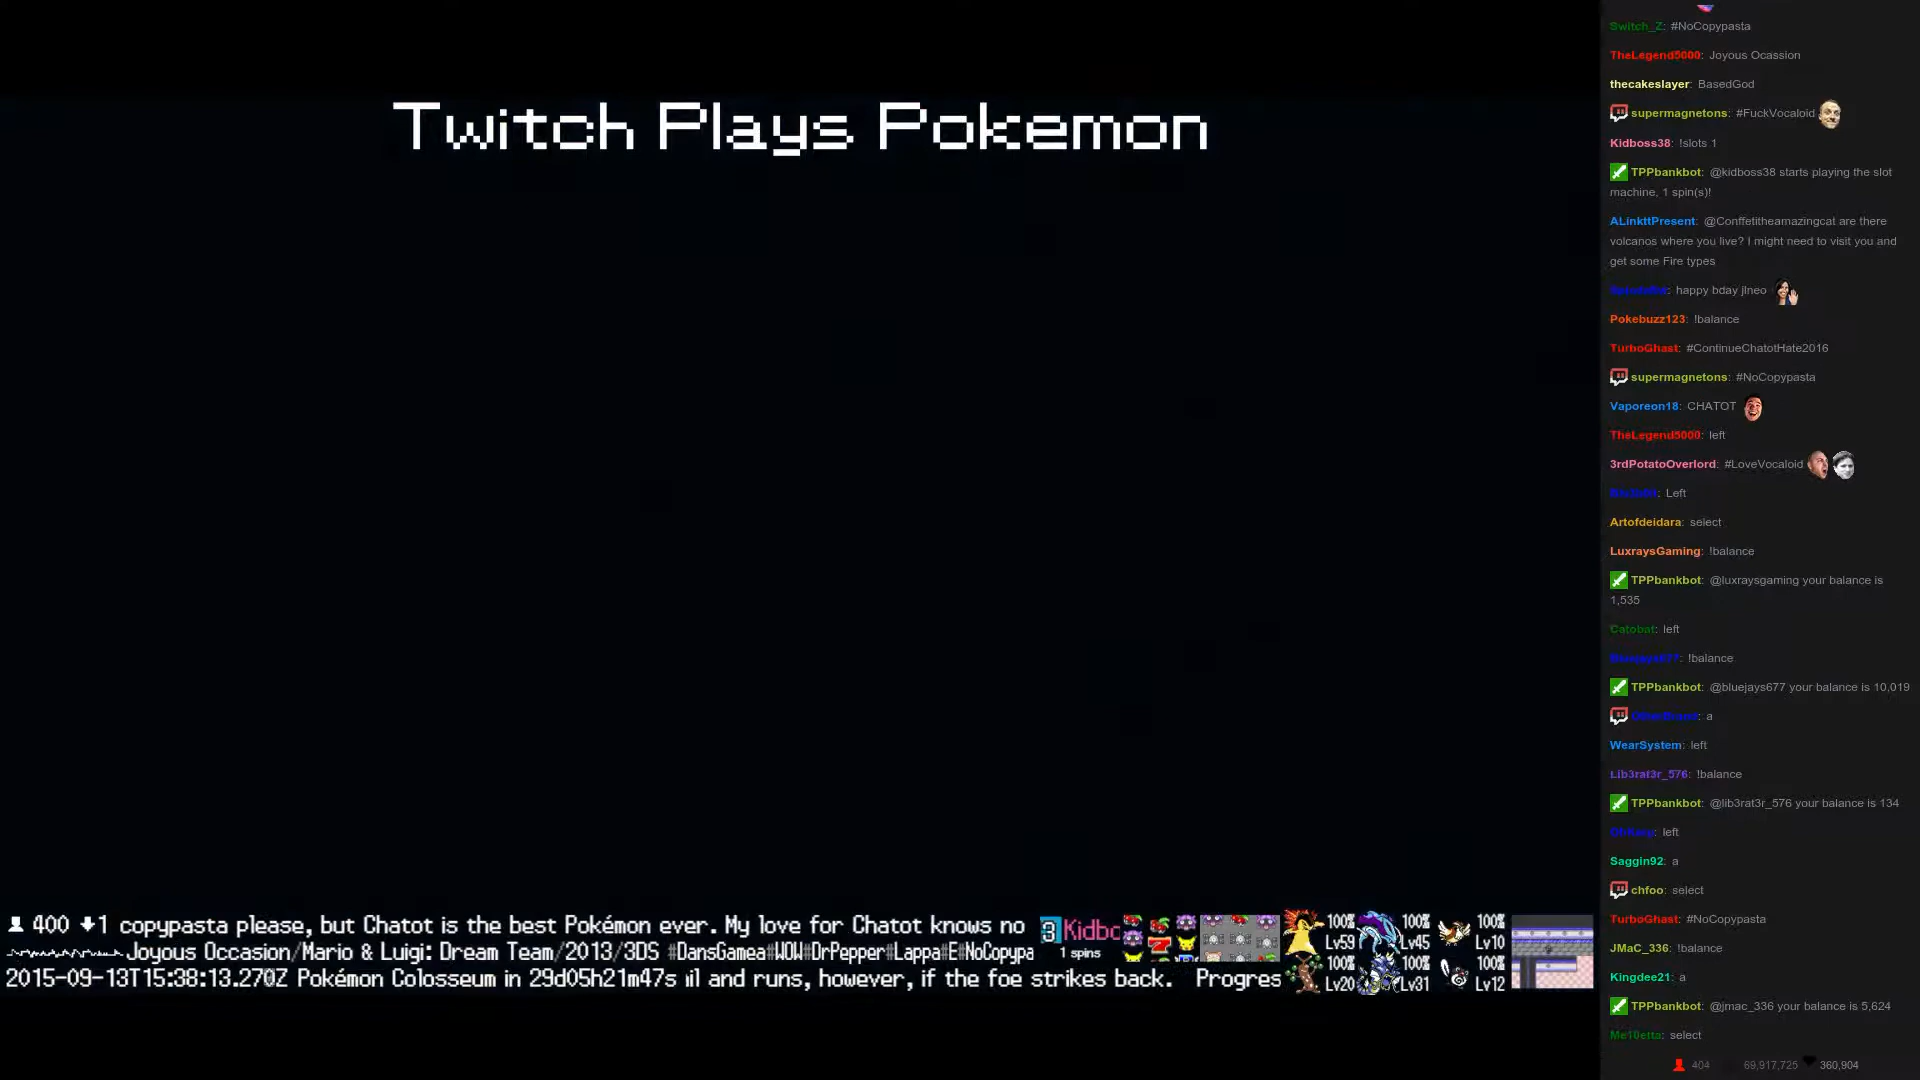 Twitch Plays Pokemon
400 1 copypasta please, but Chatot is the best Pokémon ever. My love for Chatot knows no
Joyous Occasion/Mario & Luigi: Dream Team/2013/3DS #DansGamea#WOW#DrPepper#Lappa#E#NoCopypa
2015-09-13T15:38:13.270Z Pokémon Colosseum in 29d05h21m47s and runs, however, if the foe strikes back. Progres
3 Kidbo
1 spins
100% Lv59
100% Lv45
100% Lv10
100% Lv20
100% Lv31
100% Lv12
Switch_Z: #NoCopypasta
TheLegend5000: Joyous Ocassion
thecakeslayer: BasedGod
supermagnetons: #FuckVocaloid
Kidboss38: !slots 1
TPPbankbot: @kidboss38 starts playing the slot
machine, 1 spin(s)!
ALinkttPresent: @Conffetitheamazingcat are there
volcanos where you live? I might need to visit you and
get some Fire types
happy bday jlneo
Pokebuzz123: !balance
TurboGhast: #ContinueChatotHate2016
supermagnetons: #NoCopypasta
Vaporeon18: CHATOT
TheLegend5000: left
3rdPotatoOverlord: #LoveVocaloid
Left
Artofdeidara: select
LuxraysGaming: !balance
TPPbankbot: @luxraysgaming your balance is
1,535
Catobat: left
Bluejays677: !balance
TPPbankbot: @bluejays677 your balance is 10,019
a
WearSystem: left
Lib3rat3r_576: !balance
TPPbankbot: @lib3rat3r_576 your balance is 134
left
Saggin92: a
chfoo: select
TurboGhast: #NoCopypasta
JMaC_336: !balance
Kingdee21: a
TPPbankbot: @jmac_336 your balance is 5,624
Me10etta: select
404 69,917,725 360,904